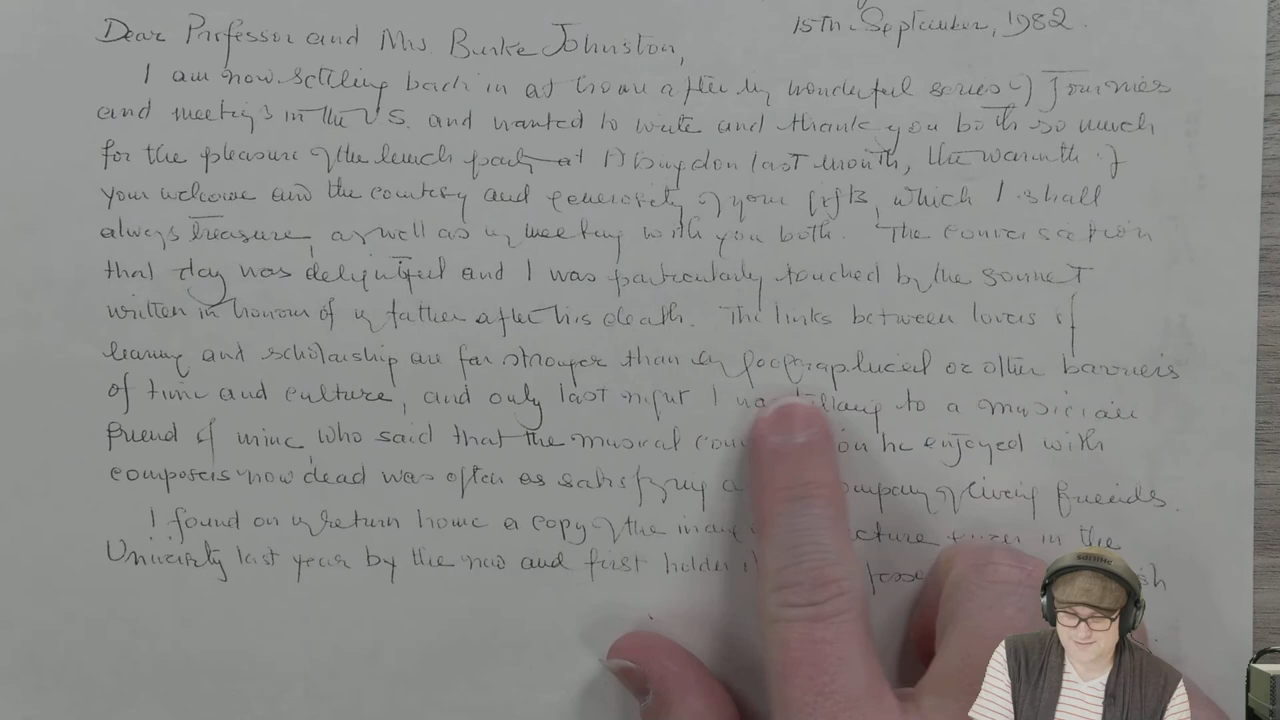 15th September, 1982.
Dear Professor and Mrs. Burke Johnston,
I am now settling back in at home after my wonderful series of Journies
and meetings in the U S. and wanted to write and thank you both so much
for the pleasure of the lunch party at Abingdon last month, the warmth of
your welcome and the courtesy and generosity of your gifts, which I shall
always treasure, as well as my meeting with you both. The conversation
that day was delightful and I was particularly touched by the sonnet
written in honour of my father after his death. The links between lovers of
learning and scholarship are far stronger than any geographical or other barriers
of time and culture, and only last night I was talking to a musician
friend of mine, who said that the musical he enjoyed with
composers now dead was often as satisfying company of living friends.
I found on my return home a copy of the in the
University last year by the new and first holder